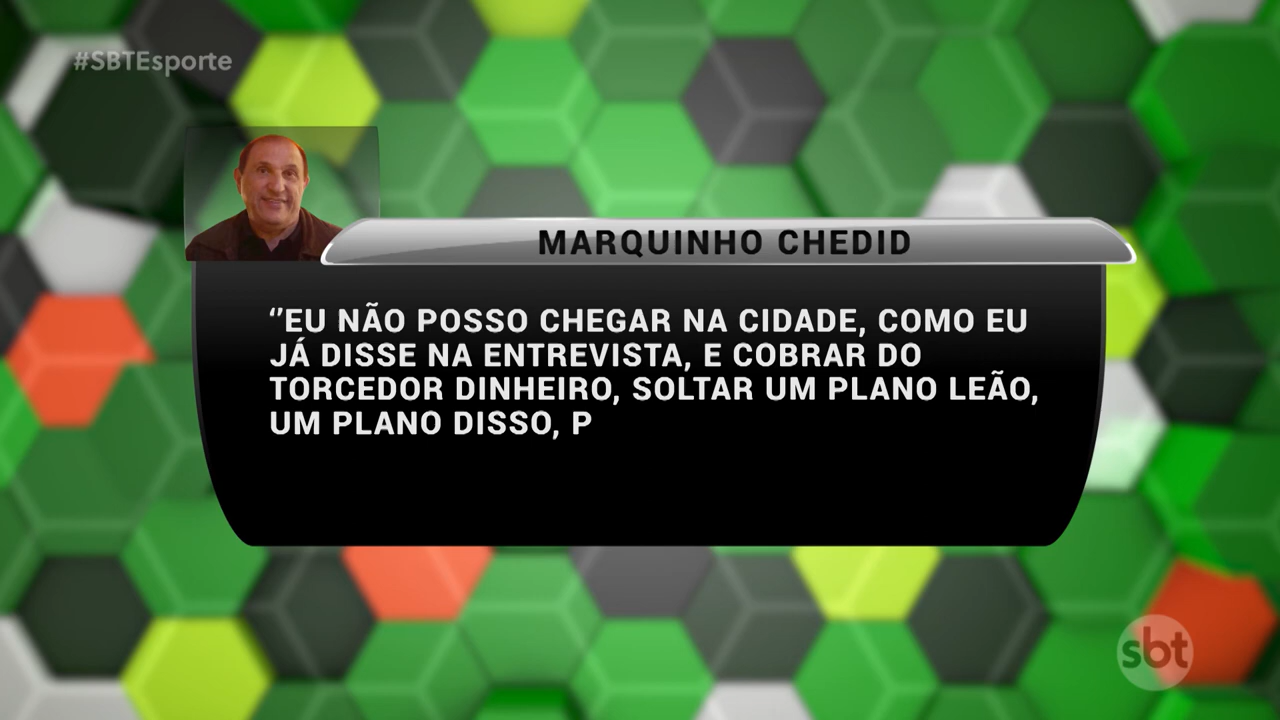 #SBTEsporte
MARQUINHO CHEDID
‘'EU NÃO POSSO CHEGAR NA CIDADE, COMO EU
JÁ DISSE NA ENTREVISTA, E COBRAR DO
TORCEDOR DINHEIRO, SOLTAR UM PLANO LEÃO,
UM PLANO DISSO, P
sbt